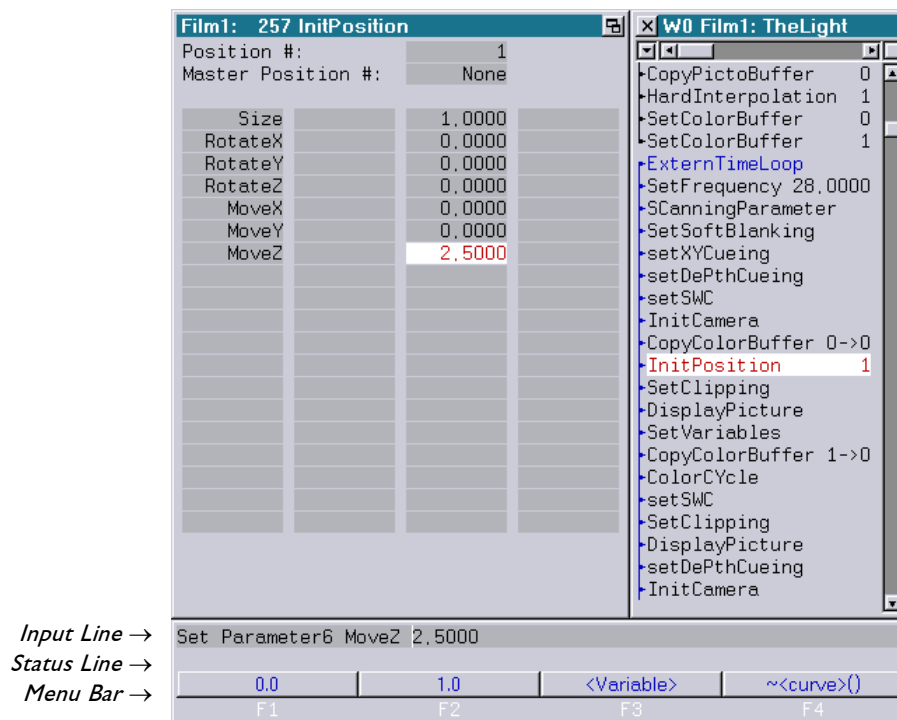 Film1: 257 InitPosition
Position #: 1
Master Position #: None
Size 1,0000
RotateX 0,0000
RotateY 0,0000
RotateZ 0,0000
MoveX 0,0000
MoveY 0,0000
MoveZ 2,5000
W0 Film1: TheLight
CopyPictoBuffer 0
HardInterpolation 1
SetColorBuffer 0
SetColorBuffer 1
ExternTimeLoop
SetFrequency 28,0000
SCanningParameter
SetSoftBlanking
setXYCueing
setDePthCueing
setSWC
InitCamera
CopyColorBuffer 0->0
InitPosition 1
SetClipping
DisplayPicture
SetVariables
CopyColorBuffer 1->0
ColorCYcle
setSWC
SetClipping
DisplayPicture
setDePthCueing
InitCamera
Input Line →
Set Parameter6 MoveZ 2,5000
Status Line →
Menu Bar →
0.0 1.0 <Variable> ~<curve>()
F1 F2 F3 F4